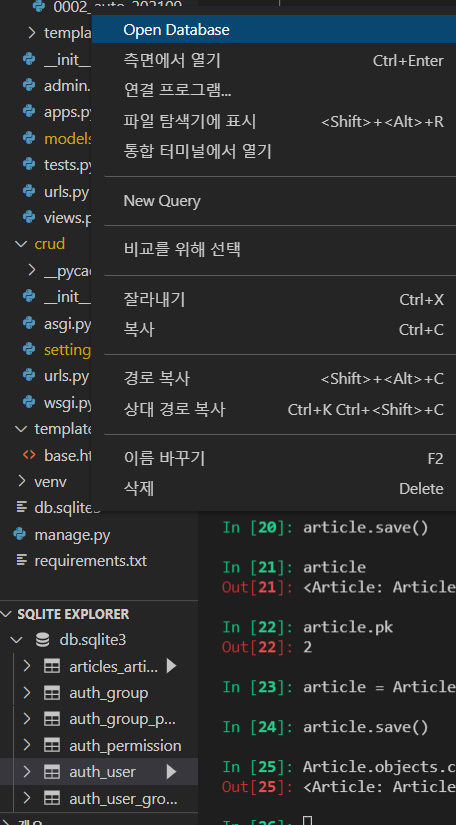 0002_auto_202109
Open Database
templa
측면에서 열기 Ctrl+Enter
__init__
연결 프로그램...
admin.
파일 탐색기에 표시 <Shift>+<Alt>+R
apps.py
통합 터미널에서 열기
models
tests.py
New Query
urls.py
views.p
비교를 위해 선택
crud
__pycac
잘라내기 Ctrl+X
__init__
복사 Ctrl+C
asgi.py
setting
경로 복사 <Shift>+<Alt>+C
urls.py
상대 경로 복사 Ctrl+K Ctrl+<Shift>+C
wsgi.py
template
이름 바꾸기 F2
base.ht
venv
삭제 Delete
db.sqlite3
In [20]: article.save()
manage.py
requirements.txt
In [21]: article
Out[21]: <Article: Article
SQLITE EXPLORER
In [22]: article.pk
db.sqlite3
Out[22]: 2
articles_arti...
In [23]: article = Article
auth_group
auth_group_p...
In [24]: article.save()
auth_permission
In [25]: Article.objects.c
auth_user
Out[25]: <Article: Article
auth_user_gro...